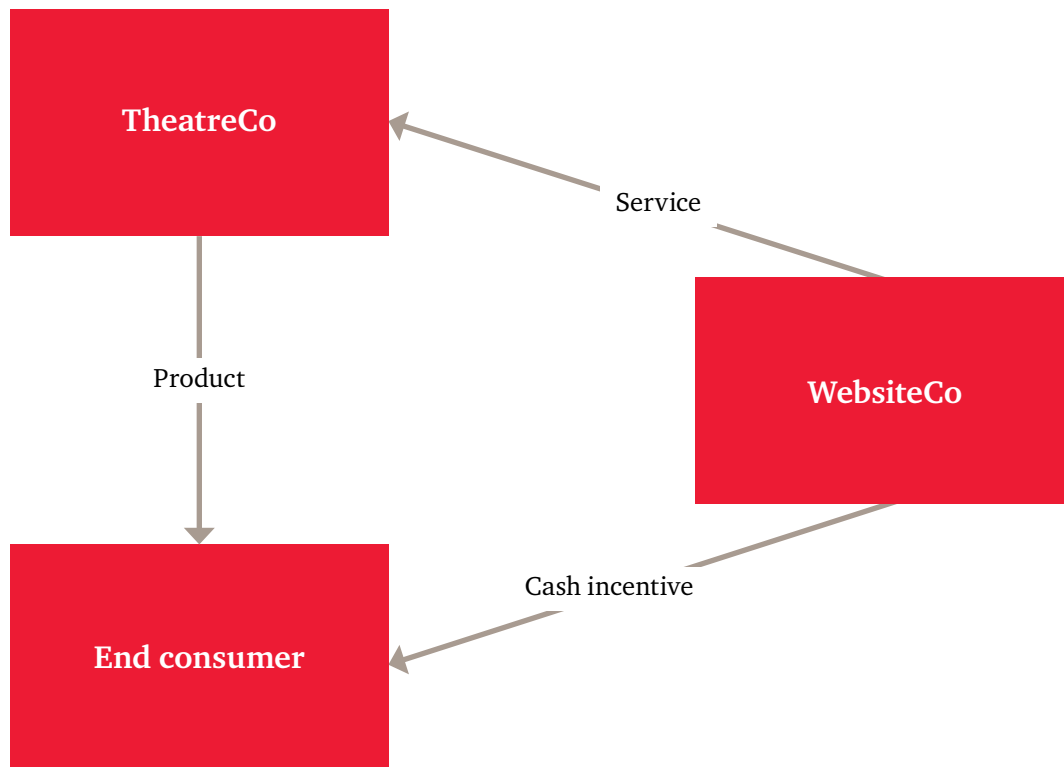 TheatreCo
Service
Product
WebsiteCo
Cash incentive
End consumer